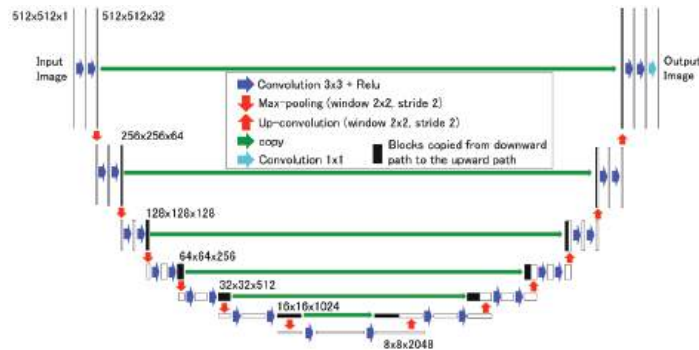 512x512x1
512x512x32
Input
Image
Output
Image
Convolution 3x3 + Relu
Max-pooling (window 2x2, stride 2)
Up-convolution (window 2x2, stride 2)
copy
Convolution 1x1
Blocks copied from downward
path to the upward path
256x256x64
128x128x128
64x64x256
32x32x512
16x16x1024
8x8x2048